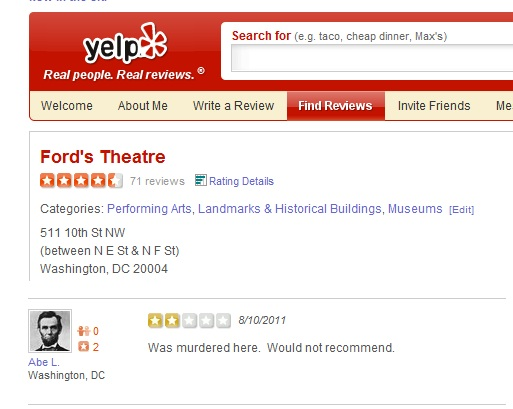 yelp
Real people. Real reviews. ®
Search for (e.g. taco, cheap dinner, Max's)
Welcome About Me Write a Review Find Reviews Invite Friends Me
Ford's Theatre
71 reviews Rating Details
Categories: Performing Arts, Landmarks & Historical Buildings, Museums [Edit]
511 10th St NW
(between N E St & N F St)
Washington, DC 20004
0
2
Abe L.
Washington, DC
8/10/2011
Was murdered here. Would not recommend.